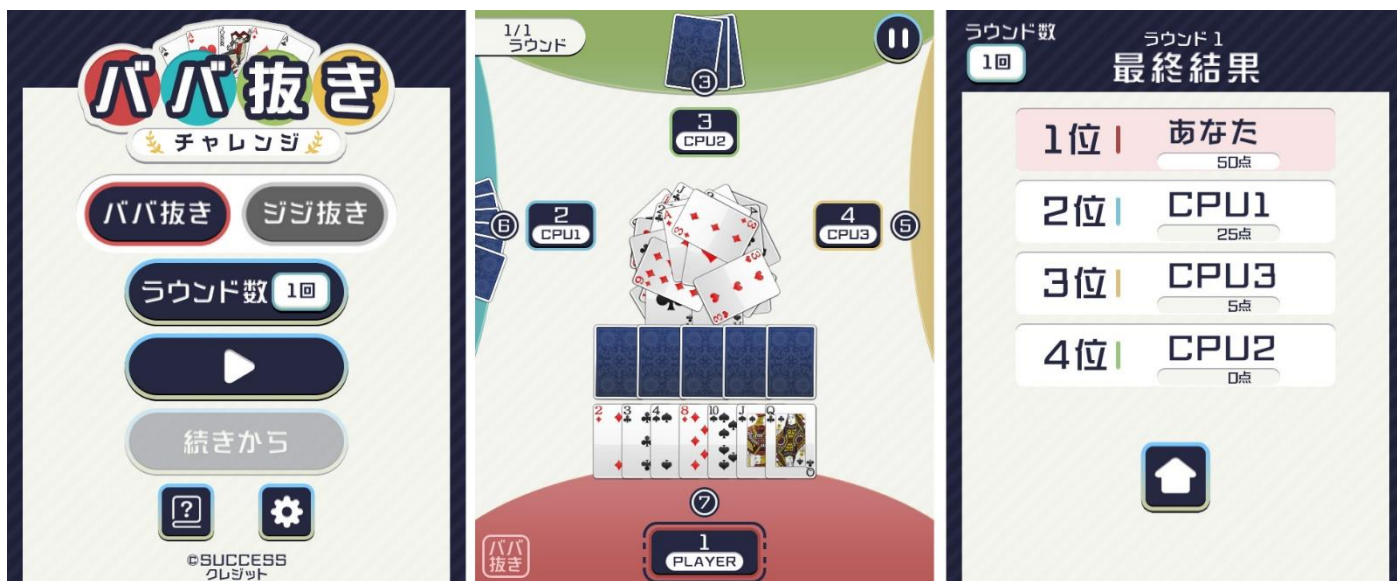 ババ抜き
チャレンジ
ババ抜き
ジジ抜き
ラウンド数 1回
続きから
?
©SUCCESS
クレジット
1/1
ラウンド
3
3
CPU2
6
2
CPU1
4
CPU3
5
2 3 4 8 10 J Q
7
1
PLAYER
ババ
抜き
ラウンド数
1回
ラウンド1
最終結果
1位 あなた
50点
2位 CPU1
25点
3位 CPU3
5点
4位 CPU2
0点